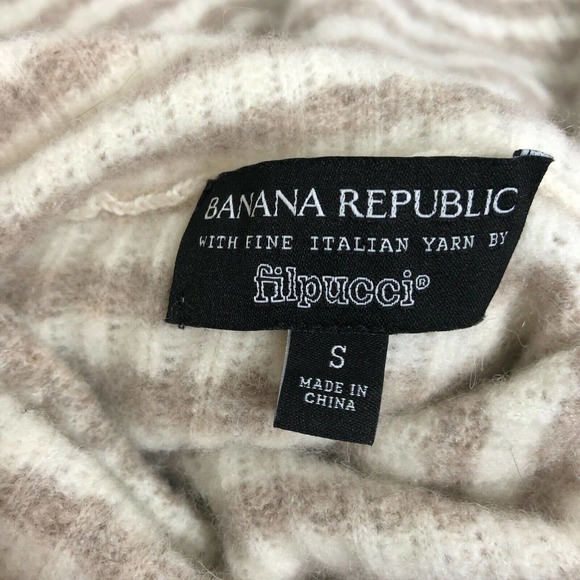 BANANA REPUBLIC
WITH FINE ITALIAN YARN BY
filpucci®
S
MADE IN
CHINA